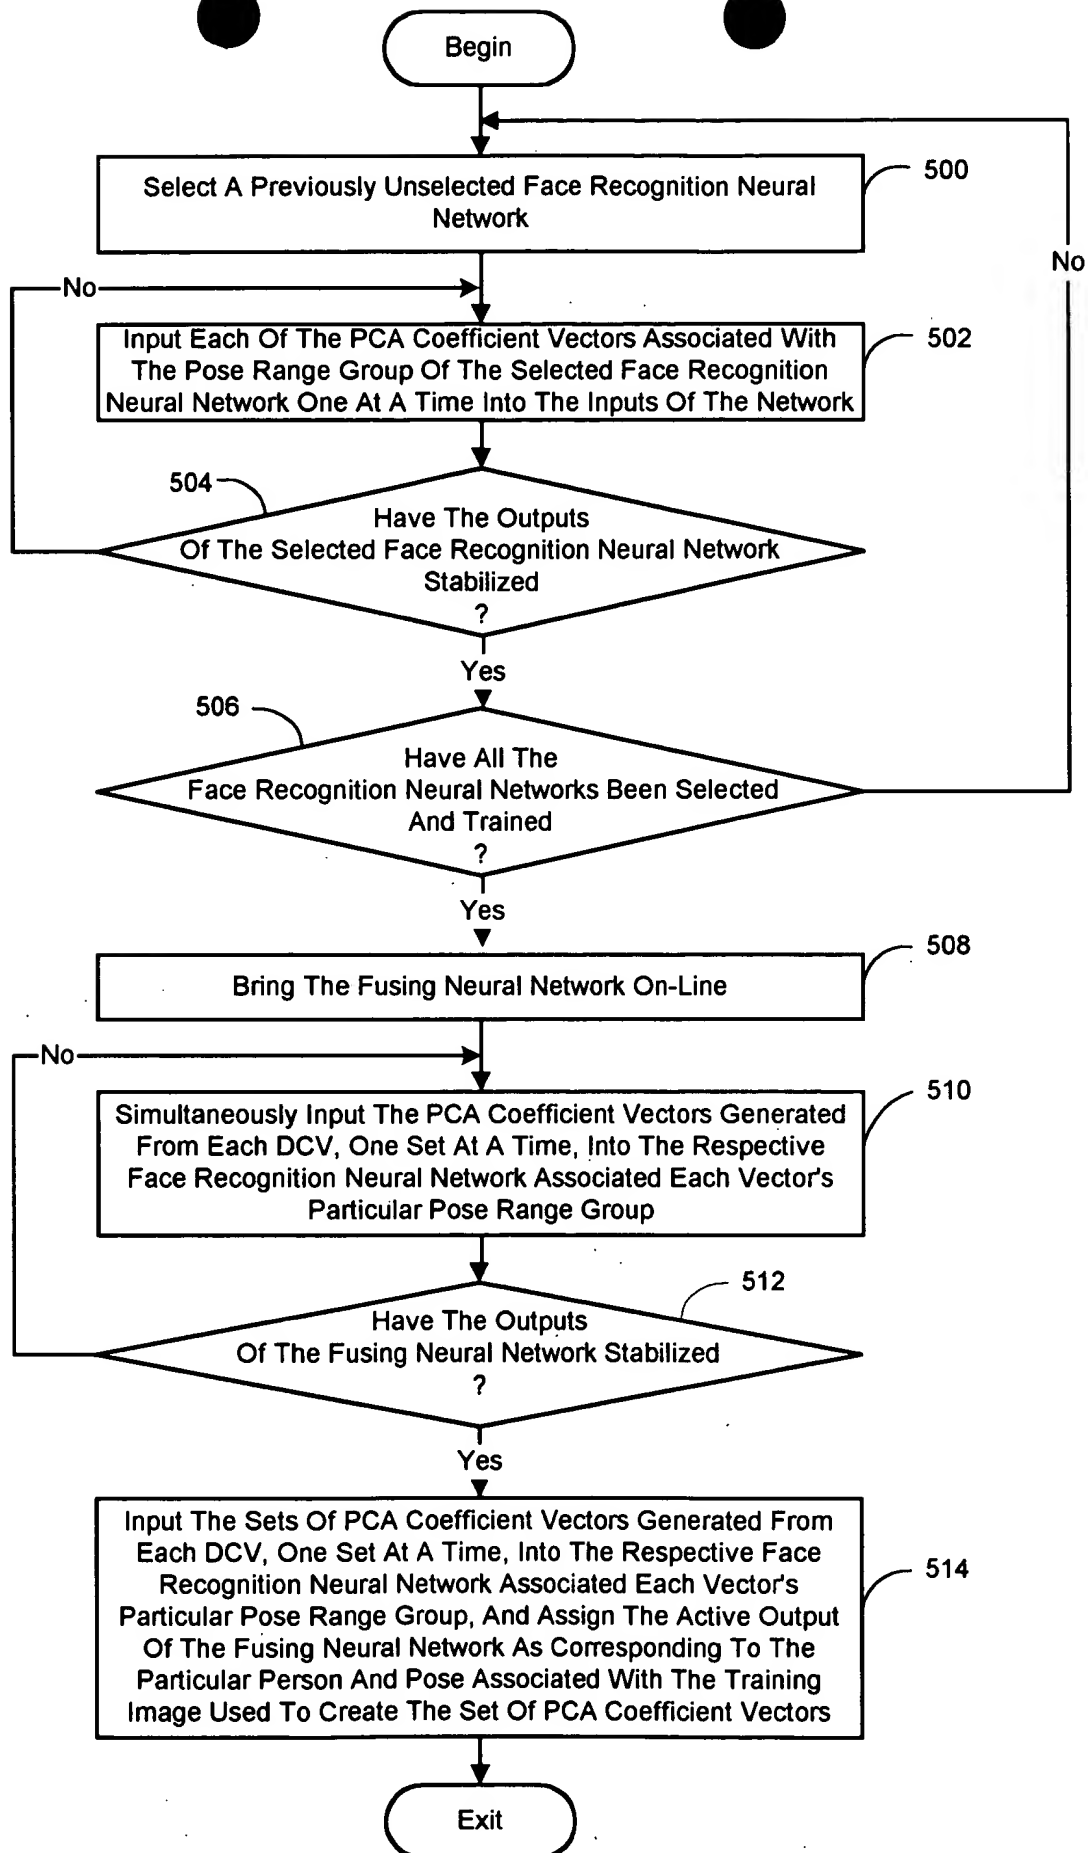 Begin
Select A Previously Unselected Face Recognition Neural
Network
500
No
No
Input Each Of The PCA Coefficient Vectors Associated With
The Pose Range Group Of The Selected Face Recognition
Neural Network One At A Time Into The Inputs Of The Network
502
504
Have The Outputs
Of The Selected Face Recognition Neural Network
Stabilized
?
Yes
506
Have All The
Face Recognition Neural Networks Been Selected
And Trained
?
Yes
508
Bring The Fusing Neural Network On-Line
No
510
Simultaneously Input The PCA Coefficient Vectors Generated
From Each DCV, One Set At A Time, Into The Respective
Face Recognition Neural Network Associated Each Vector's
Particular Pose Range Group
512
Have The Outputs
Of The Fusing Neural Network Stabilized
?
Yes
Input The Sets Of PCA Coefficient Vectors Generated From
Each DCV, One Set At A Time, Into The Respective Face
Recognition Neural Network Associated Each Vector's
Particular Pose Range Group, And Assign The Active Output
Of The Fusing Neural Network As Corresponding To The
Particular Person And Pose Associated With The Training
Image Used To Create The Set Of PCA Coefficient Vectors
514
Exit